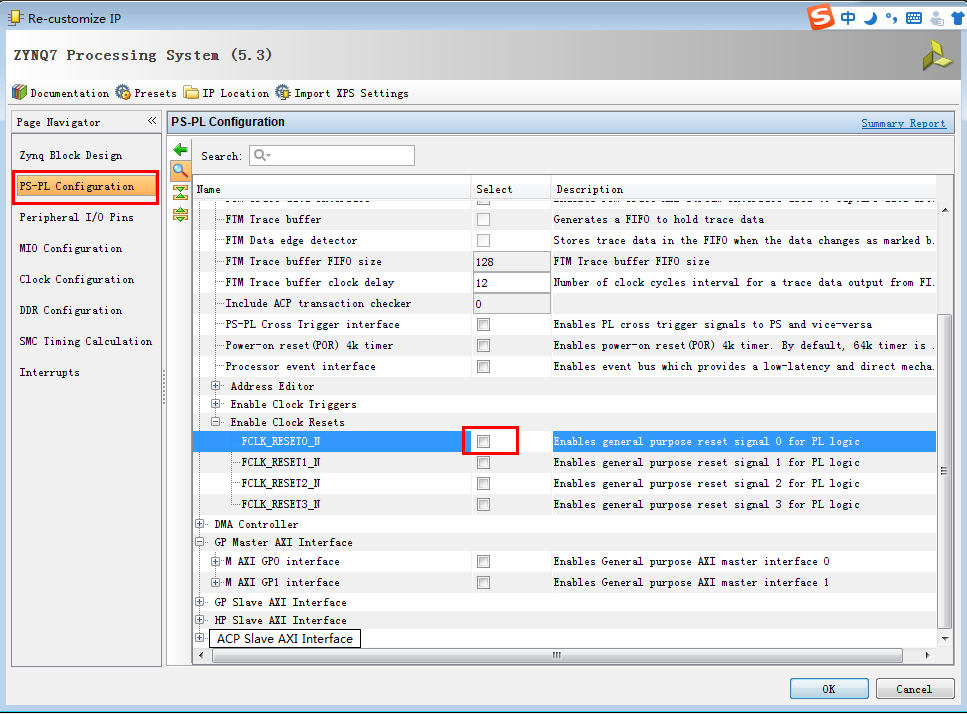 Re-customize IP
S 中
ZYNQ7 Processing System (5.3)
Documentation Presets IP Location Import XPS Settings
Page Navigator «
Zynq Block Design
PS-PL Configuration
Peripheral I/O Pins
MIO Configuration
Clock Configuration
DDR Configuration
SMC Timing Calculation
Interrupts
PS-PL Configuration Summary Report
Search:
Name Select Description
FTM Trace buffer Generates a FIFO to hold trace data
FTM Data edge detector Stores trace data in the FIFO when the data changes as marked b.
FTM Trace buffer FIFO size 128 FTM Trace buffer FIFO size
FTM Trace buffer clock delay 12 Number of clock cycles interval for a trace data output from FI.
Include ACP transaction checker 0
PS-PL Cross Trigger interface Enables PL cross trigger signals to PS and vice-versa
Power-on reset(POR) 4k timer Enables power-on reset(POR) 4k timer. By default, 64k timer is .
Processor event interface Enables event bus which provides a low-latency and direct mecha.
Address Editor
Enable Clock Triggers
Enable Clock Resets
FCLK_RESET0_N Enables general purpose reset signal 0 for PL logic
FCLK_RESET1_N Enables general purpose reset signal 1 for PL logic
FCLK_RESET2_N Enables general purpose reset signal 2 for PL logic
FCLK_RESET3_N Enables general purpose reset signal 3 for PL logic
DMA Controller
GP Master AXI Interface
M AXI GP0 interface Enables General purpose AXI master interface 0
M AXI GP1 interface Enables General purpose AXI master interface 1
GP Slave AXI Interface
HP Slave AXI Interface
ACP Slave AXI Interface
OK Cancel